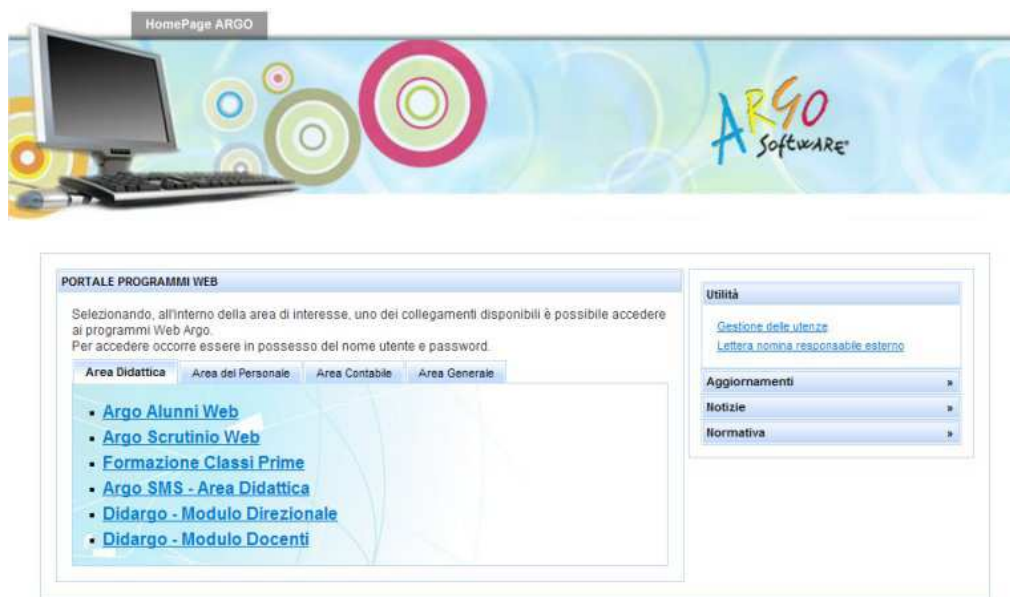 HomePage ARGO
ARGO
SOftWARE
PORTALE PROGRAMMI WEB
Selezionando, all'interno della area di interesse, uno dei collegamenti disponibili è possibile accedere
ai programmi Web Argo.
Per accedere occorre essere in possesso del nome utente e password.
Area Didattica Area del Personale Area Contabile Area Generale
Argo Alunni Web
Argo Scrutinio Web
Formazione Classi Prime
Argo SMS - Area Didattica
Didargo - Modulo Direzionale
Didargo - Modulo Docenti
Utilità
Gestione delle utenze
Lettera nomina responsabile esterno
Aggiornamenti »
Notizie »
Normativa »